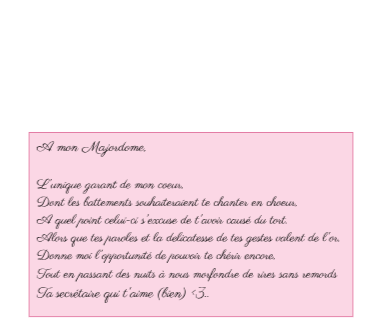 A mon Majordome,
L'unique garant de mon coeur,
Dont les battements souhaiteraient te chanter en choeur,
A quel point celui-ci s'excuse de t'avoir causé du tort.
Alors que tes paroles et la delicatesse de tes gestes valent de l'or,
Donne moi l'opportunité de pouvoir te chérir encore,
Tout en passant des nuits à nous morfondre de rires sans remords
Ta secrétaire qui t'aime (bien) <3..